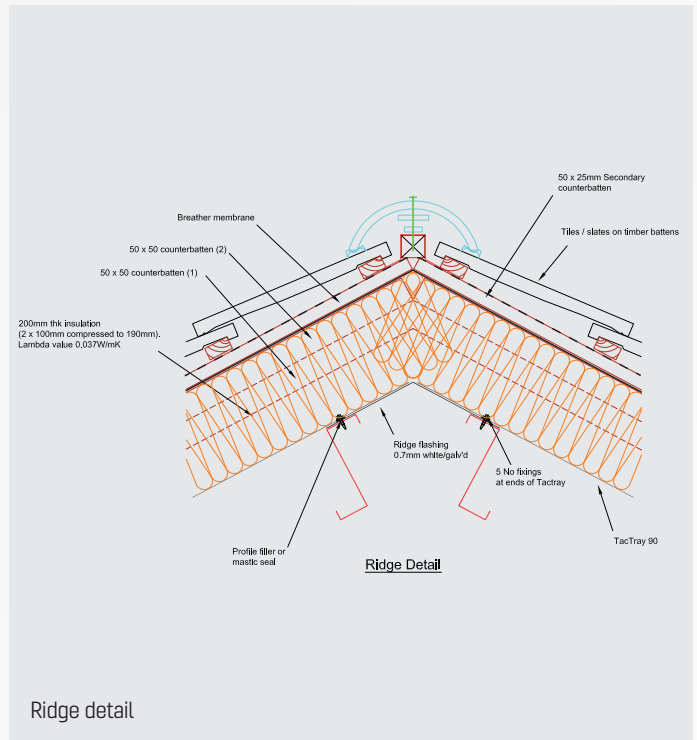 50 x 25mm Secondary
counterbatten
Breather membrane
Tiles / slates on timber battens
50 x 50 counterbatten (2)
50 x 50 counterbatten (1)
200mm thk insulation
(2 x 100mm compressed to 190mm).
Lambda value 0.037W/mK
Ridge flashing
0.7mm white/galv'd
5 No fixings
at ends of Tactray
TacTray 90
Profile filler or
mastic seal
Ridge Detail
Ridge detail